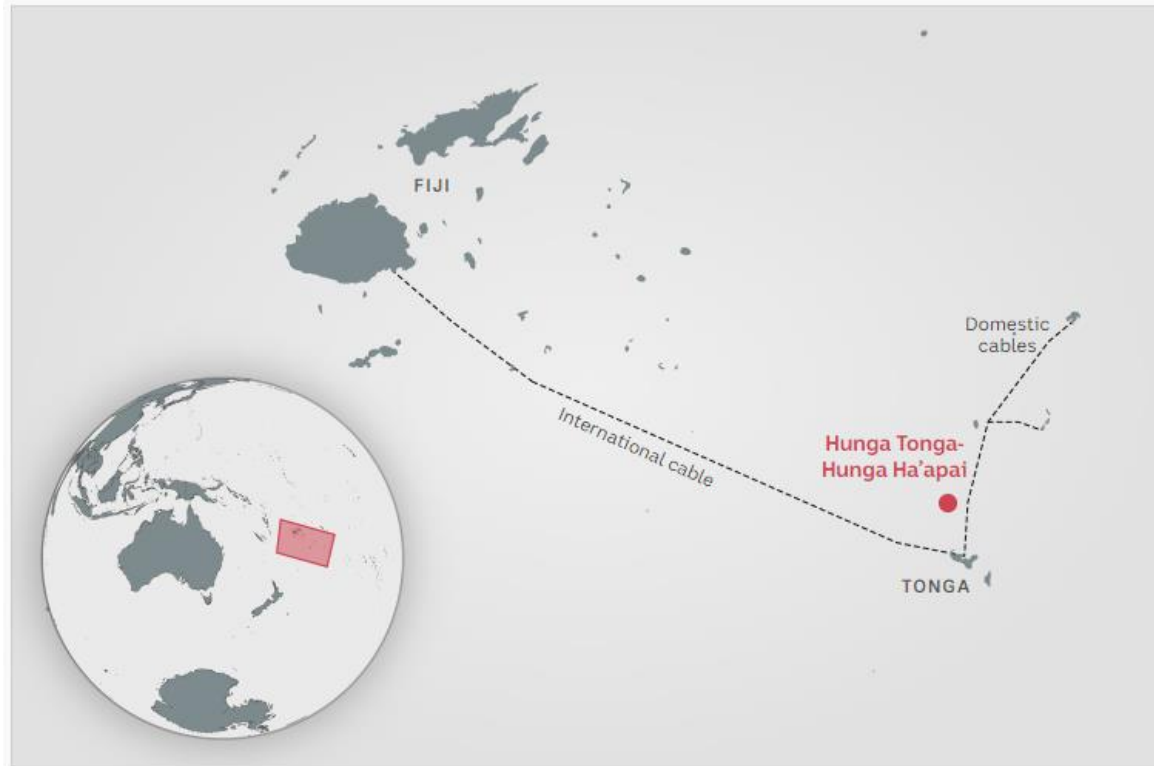 FIJI
Domestic
cables
International cable
Hunga Tonga-
Hunga Ha’apai
TONGA